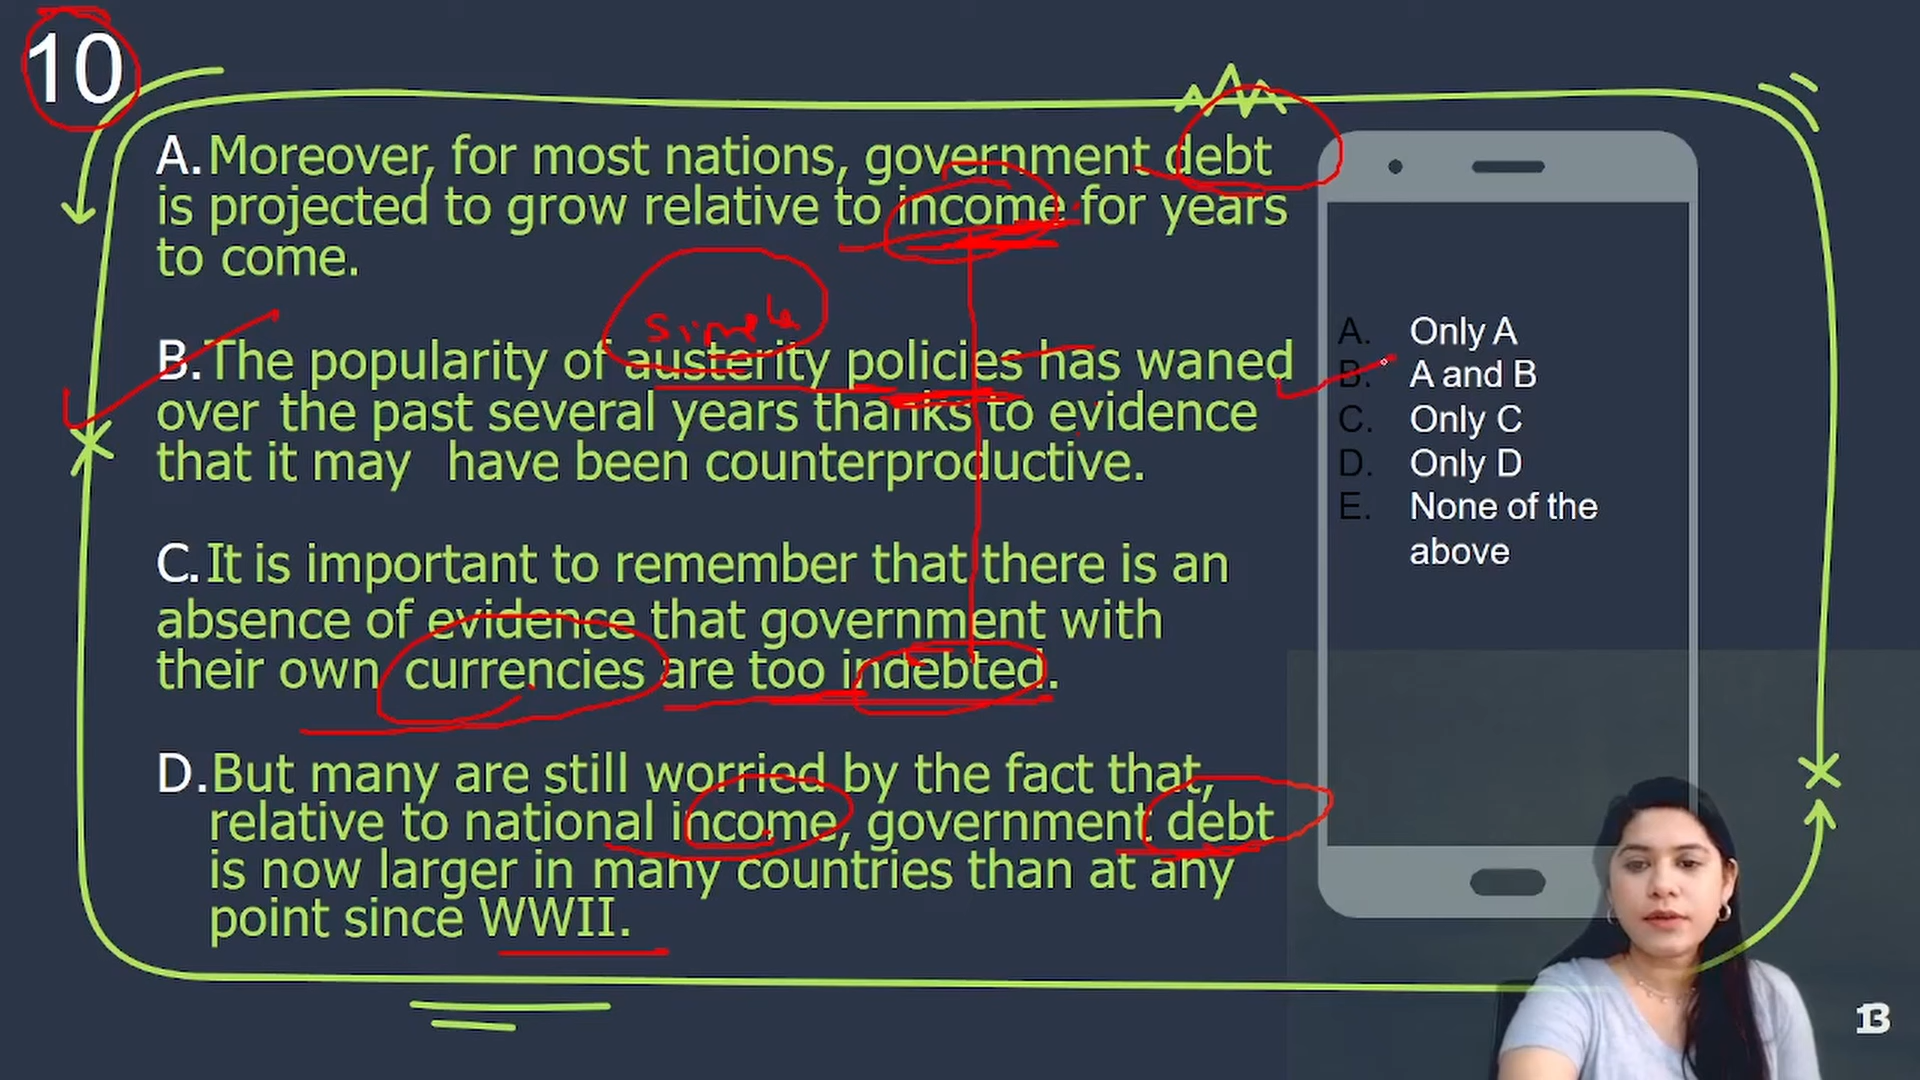 10
A. Moreover, for most nations, government debt
is projected to grow relative to income for years
to come.
simple
B. The popularity of austerity policies has waned
over the past several years thanks to evidence
that it may have been counterproductive.
C. It is important to remember that there is an
absence of evidence that government with
their own currencies are too indebted.
D. But many are still worried by the fact that,
relative to national income, government debt
is now larger in many countries than at any
point since WWII.
A. Only A
B. A and B
C. Only C
D. Only D
E. None of the
above
13